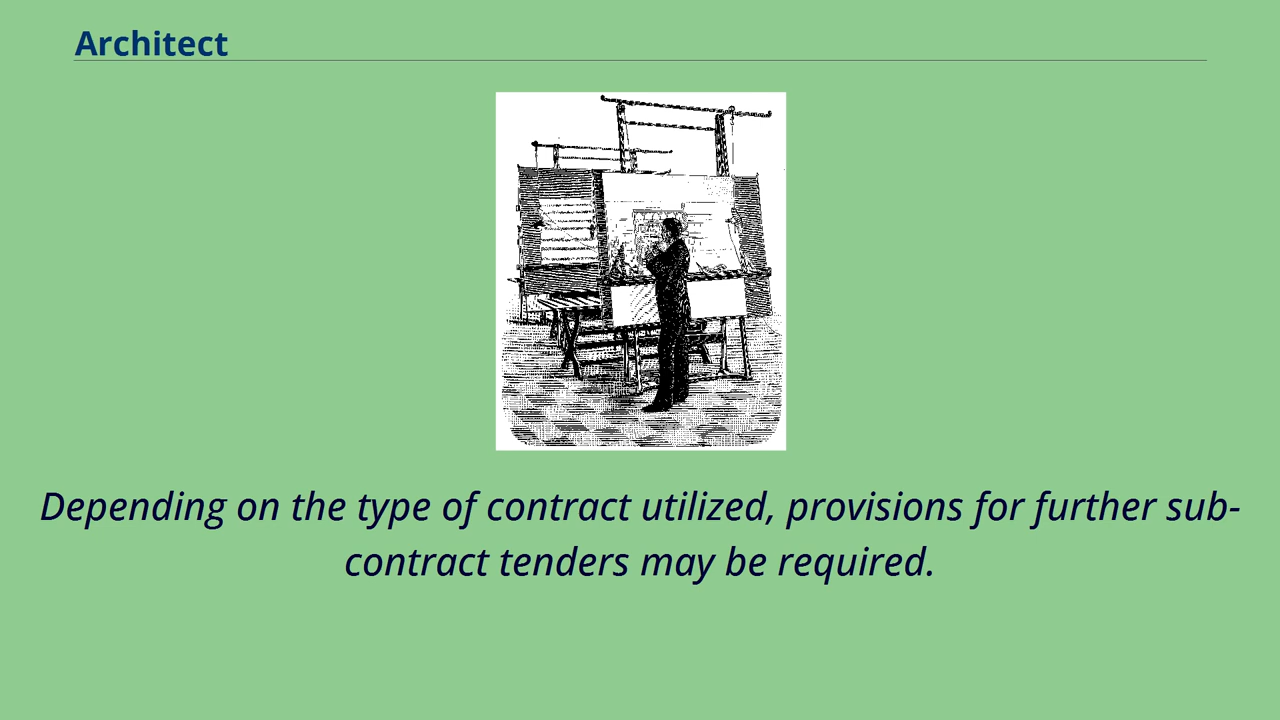 Architect
Depending on the type of contract utilized, provisions for further sub-
contract tenders may be required.